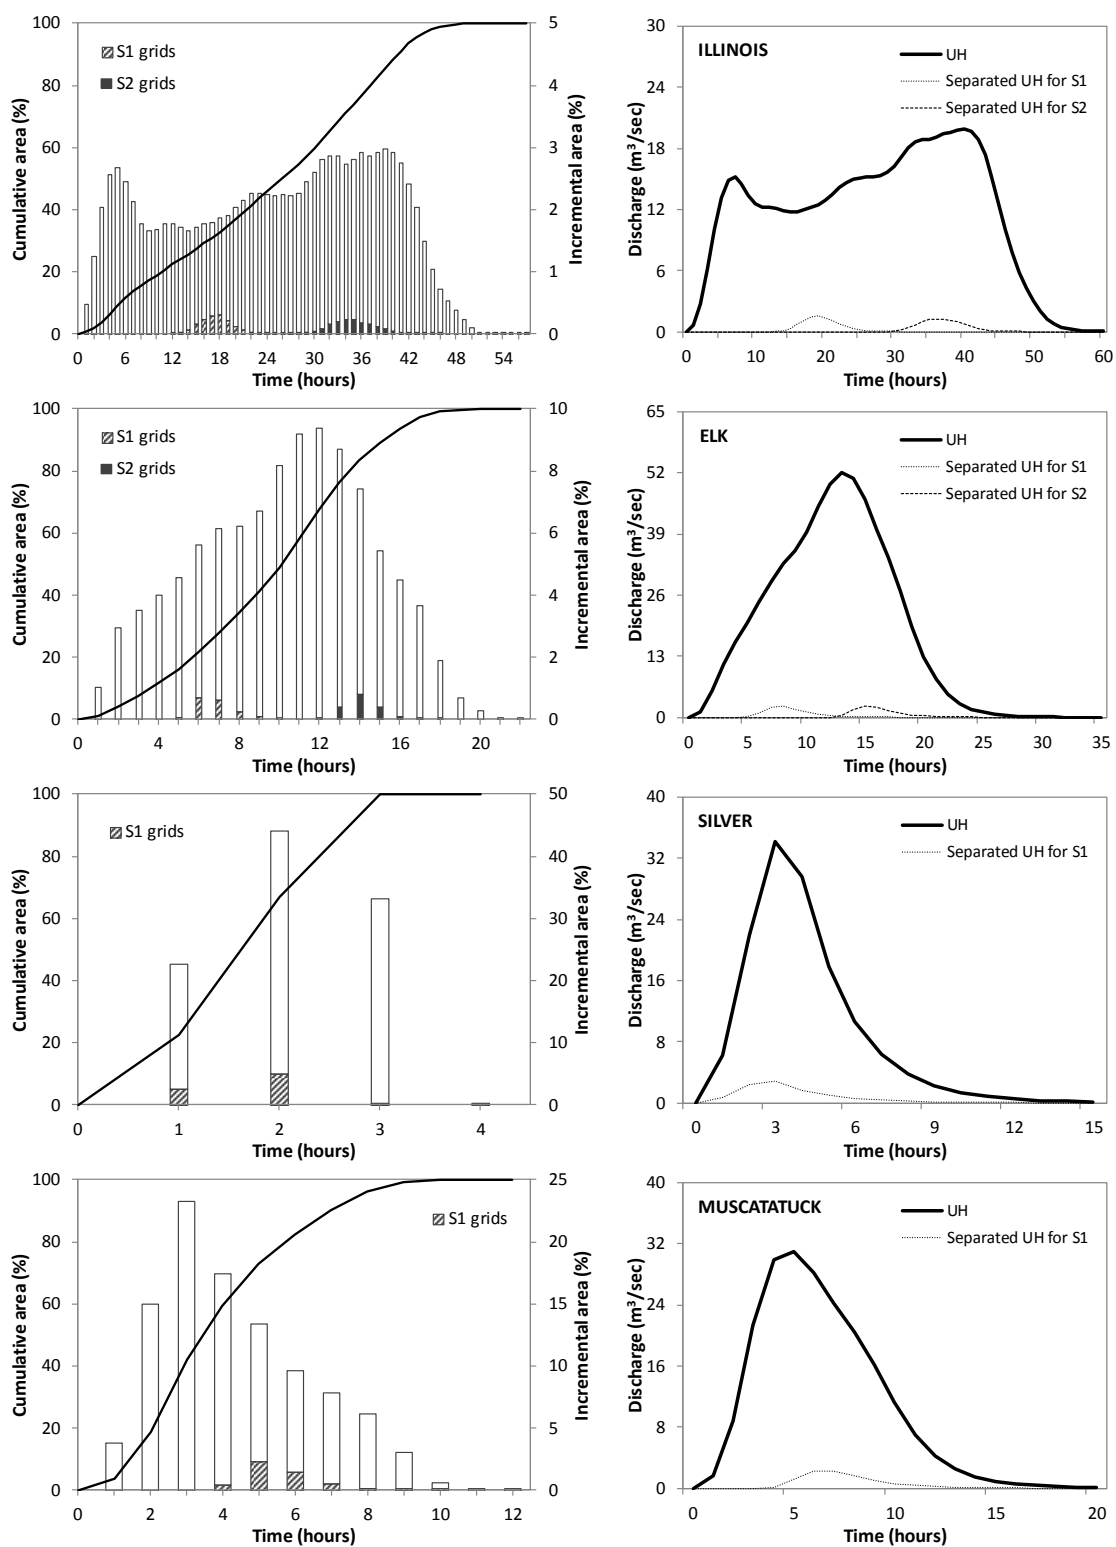 S1 grids
S2 grids
100
80
60
40
20
0
Cumulative area (%)
5
4
3
2
1
0
Incremental area (%)
0 6 12 18 24 30 36 42 48 54
Time (hours)
ILLINOIS
UH
Separated UH for S1
Separated UH for S2
30
24
18
12
6
0
Discharge (m³/sec)
0 10 20 30 40 50 60
Time (hours)
S1 grids
S2 grids
100
80
60
40
20
0
Cumulative area (%)
10
8
6
4
2
0
Incremental area (%)
0 4 8 12 16 20
Time (hours)
ELK
UH
Separated UH for S1
Separated UH for S2
65
52
39
26
13
0
Discharge (m³/sec)
0 5 10 15 20 25 30 35
Time (hours)
S1 grids
100
80
60
40
20
0
Cumulative area (%)
50
40
30
20
10
0
Incremental area (%)
0 1 2 3 4
Time (hours)
SILVER
UH
Separated UH for S1
40
32
24
16
8
0
Discharge (m³/sec)
0 3 6 9 12 15
Time (hours)
S1 grids
100
80
60
40
20
0
Cumulative area (%)
25
20
15
10
5
0
Incremental area (%)
0 2 4 6 8 10 12
Time (hours)
MUSCATATUCK
UH
Separated UH for S1
40
32
24
16
8
0
Discharge (m³/sec)
0 5 10 15 20
Time (hours)